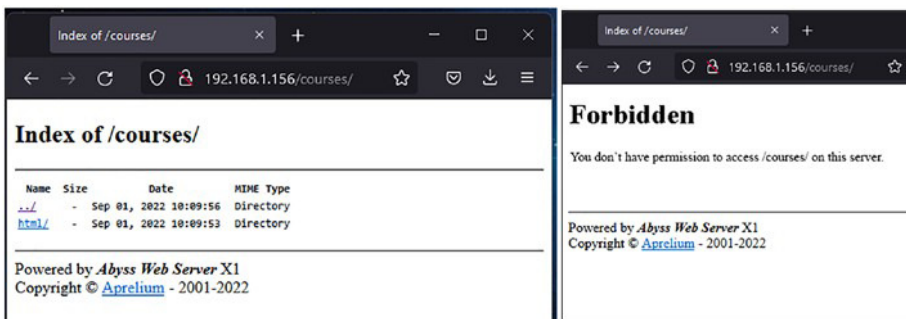 Index of /courses/
192.168.1.156/courses/
Index of /courses/
Name Size Date MIME Type
../ - Sep 01, 2022 10:09:56 Directory
html/ - Sep 01, 2022 10:09:53 Directory
Powered by Abyss Web Server X1
Copyright © Aprelium - 2001-2022
Index of /courses/
192.168.1.156/courses/
Forbidden
You don't have permission to access /courses/ on this server.
Powered by Abyss Web Server X1
Copyright © Aprelium - 2001-2022